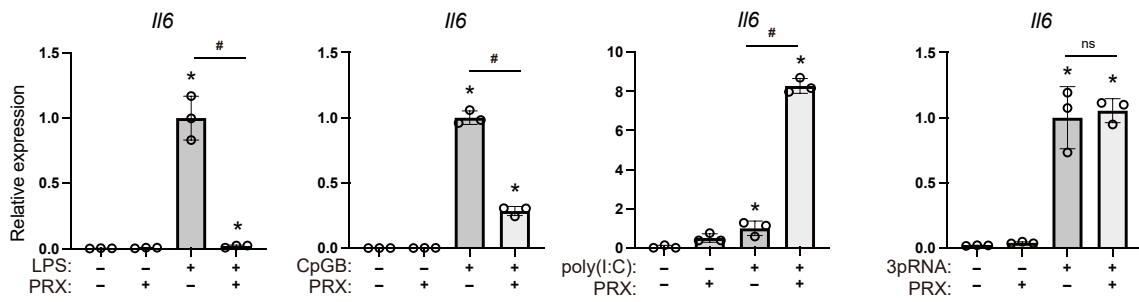 Il6
Relative expression
1.5
1.0
0.5
0.0
*
#
*
LPS: - - + +
PRX: - + - +
Il6
1.5
1.0
0.5
0.0
*
#
*
CpGB: - - + +
PRX: - + - +
Il6
10
8
6
4
2
0
#
*
*
poly(I:C): - - + +
PRX: - + - +
Il6
1.5
1.0
0.5
0.0
ns
*
*
3pRNA: - - + +
PRX: - + - +